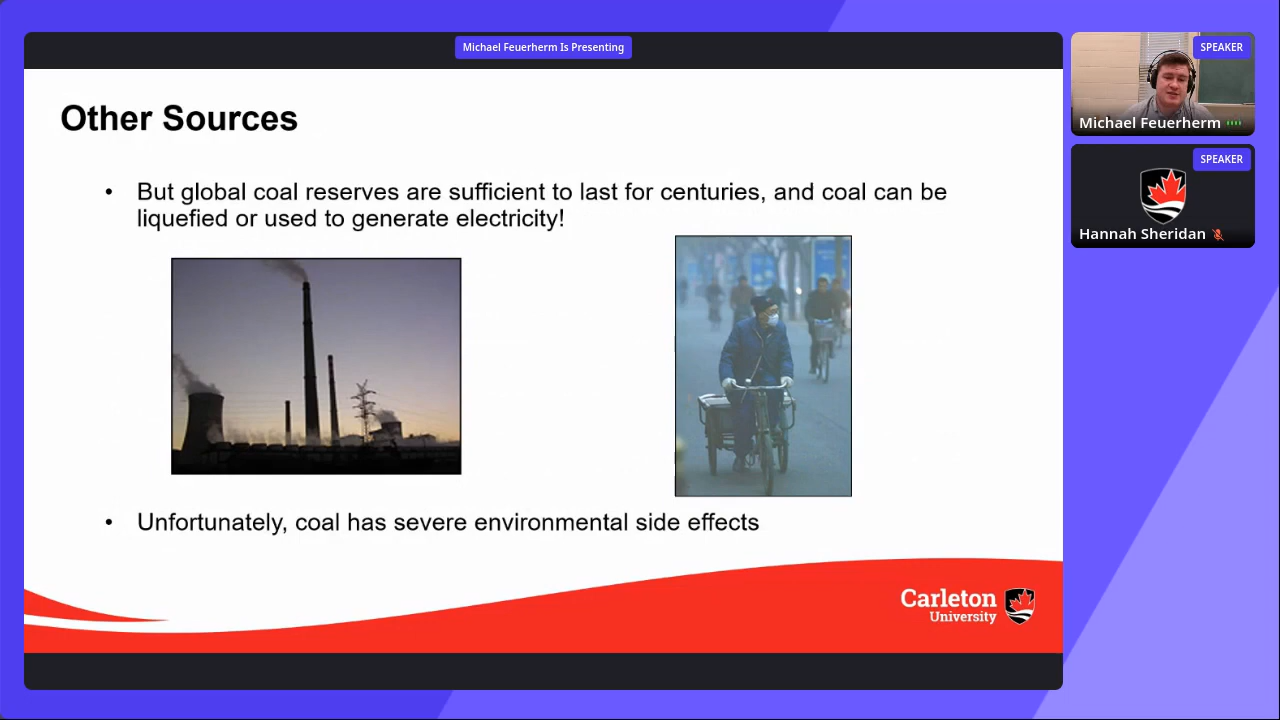 Michael Feuerherm Is Presenting
Other Sources
• But global coal reserves are sufficient to last for centuries, and coal can be
liquefied or used to generate electricity!
• Unfortunately, coal has severe environmental side effects
Carleton
University
SPEAKER
Michael Feuerherm
SPEAKER
Hannah Sheridan